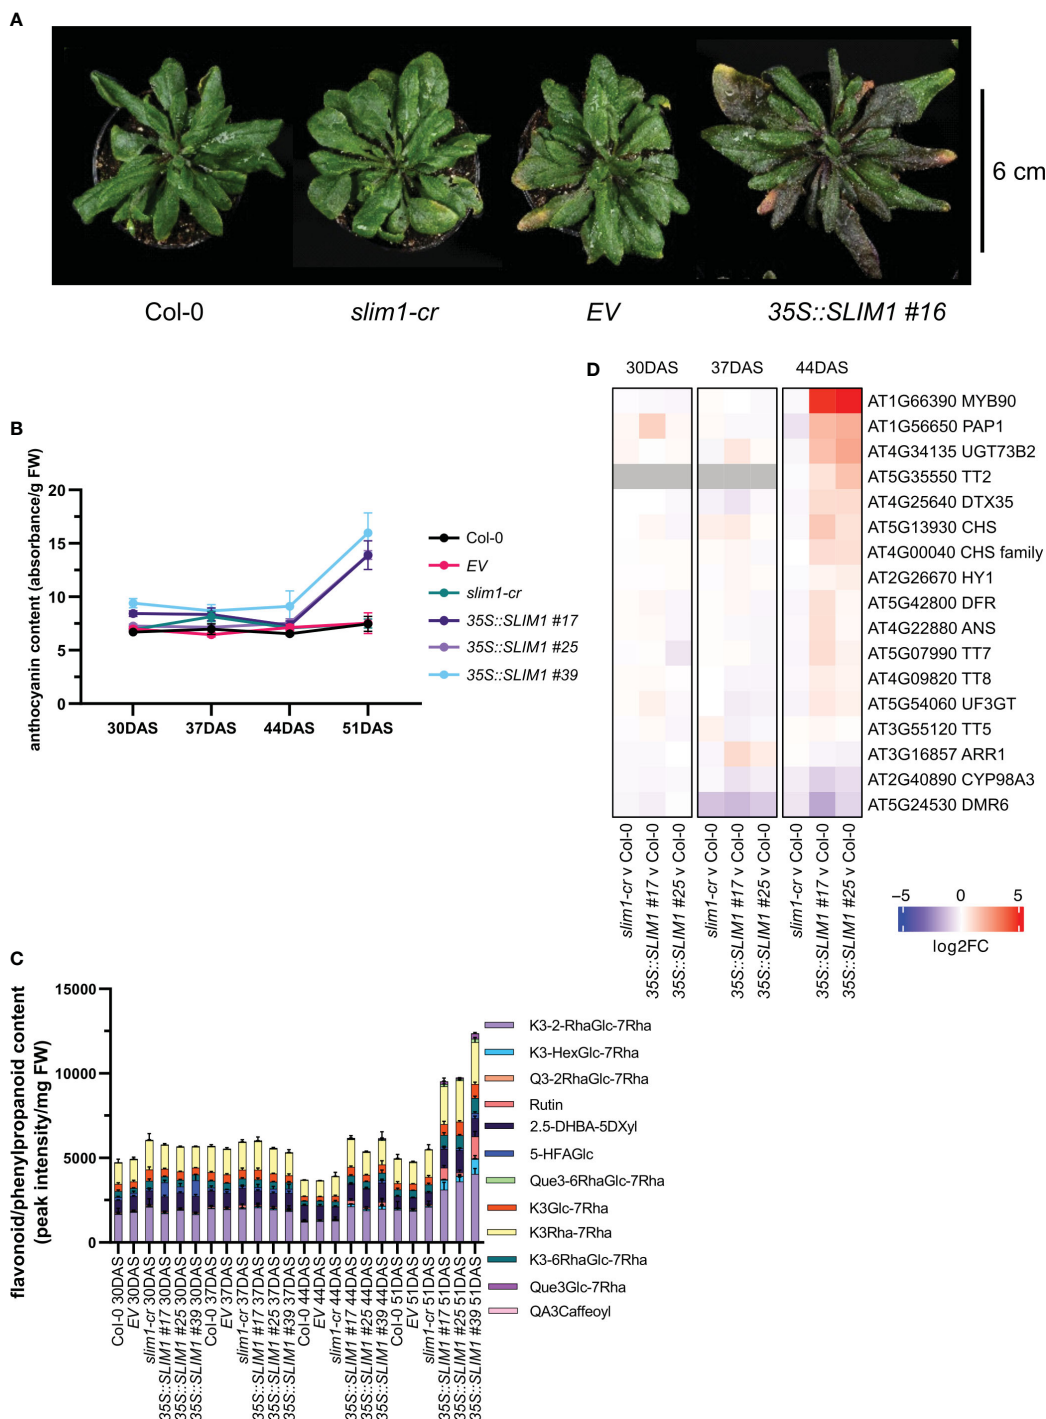 A
6 cm
Col-0
slim1-cr
EV
35S::SLIM1 #16
B
anthocyanin content (absorbance/g FW)
20
15
10
5
0
30DAS
37DAS
44DAS
51DAS
Col-0
EV
slim1-cr
35S::SLIM1 #17
35S::SLIM1 #25
35S::SLIM1 #39
D
30DAS
37DAS
44DAS
AT1G66390 MYB90
AT1G56650 PAP1
AT4G34135 UGT73B2
AT5G35550 TT2
AT4G25640 DTX35
AT5G13930 CHS
AT4G00040 CHS family
AT2G26670 HY1
AT5G42800 DFR
AT4G22880 ANS
AT5G07990 TT7
AT4G09820 TT8
AT5G54060 UF3GT
AT3G55120 TT5
AT3G16857 ARR1
AT2G40890 CYP98A3
AT5G24530 DMR6
slim1-cr v Col-0
35S::SLIM1 #17 v Col-0
35S::SLIM1 #25 v Col-0
slim1-cr v Col-0
35S::SLIM1 #17 v Col-0
35S::SLIM1 #25 v Col-0
slim1-cr v Col-0
35S::SLIM1 #17 v Col-0
35S::SLIM1 #25 v Col-0
−5
0
5
log2FC
C
flavonoid/phenylpropanoid content
(peak intensity/mg FW)
15000
10000
5000
0
Col-0 30DAS
EV 30DAS
slim1-cr 30DAS
35S::SLIM1 #17 30DAS
35S::SLIM1 #25 30DAS
35S::SLIM1 #39 30DAS
Col-0 37DAS
EV 37DAS
slim1-cr 37DAS
35S::SLIM1 #17 37DAS
35S::SLIM1 #25 37DAS
35S::SLIM1 #39 37DAS
Col-0 44DAS
EV 44DAS
slim1-cr 44DAS
35S::SLIM1 #17 44DAS
35S::SLIM1 #25 44DAS
35S::SLIM1 #39 44DAS
Col-0 51DAS
EV 51DAS
slim1-cr 51DAS
35S::SLIM1 #17 51DAS
35S::SLIM1 #25 51DAS
35S::SLIM1 #39 51DAS
K3-2-RhaGlc-7Rha
K3-HexGlc-7Rha
Q3-2RhaGlc-7Rha
Rutin
2.5-DHBA-5DXyl
5-HFAGlc
Que3-6RhaGlc-7Rha
K3Glc-7Rha
K3Rha-7Rha
K3-6RhaGlc-7Rha
Que3Glc-7Rha
QA3Caffeoyl